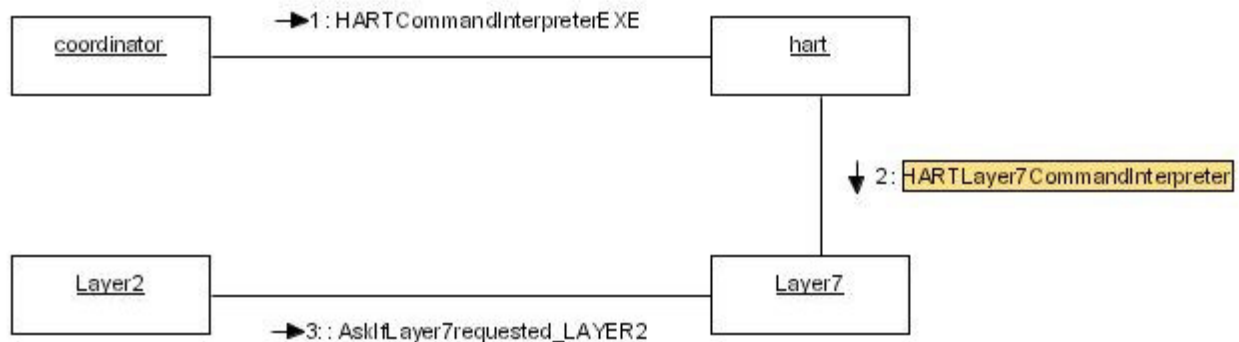 1: HARTCommandInterpreterEXE
coordinator
hart
2: HARTLayer7CommandInterpreter
Layer2
Layer7
3: : AskIfLayer7requested_LAYER2